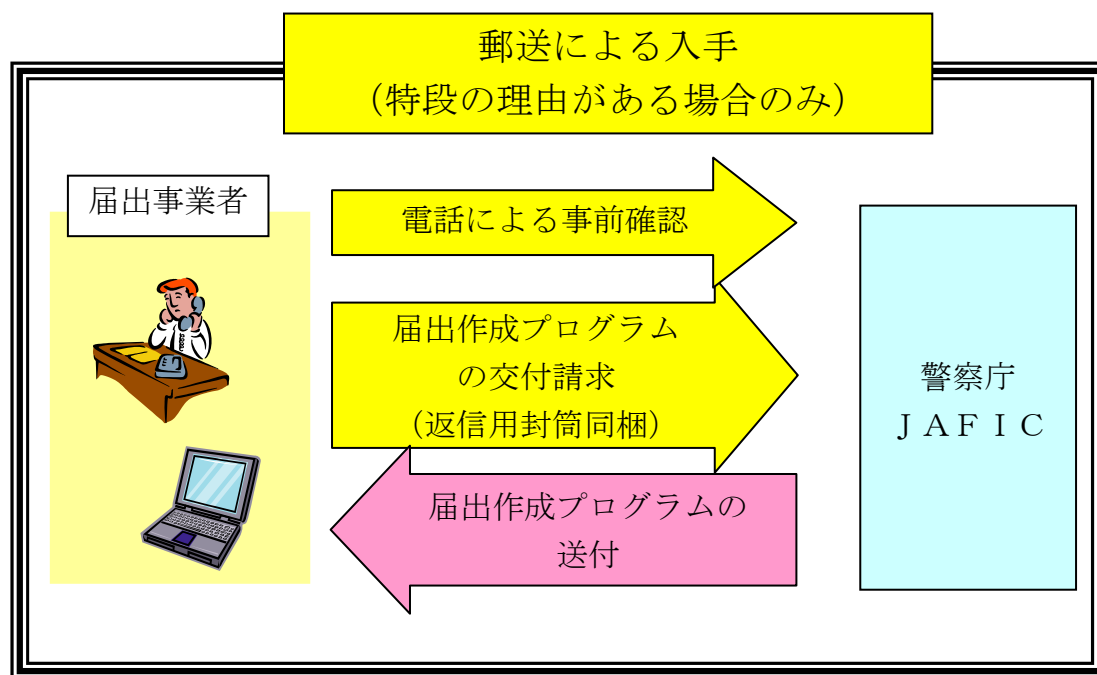 郵送による入手
（特段の理由がある場合のみ）
届出事業者
電話による事前確認
届出作成プログラム
の交付請求
（返信用封筒同梱）
届出作成プログラムの
送付
警察庁
ＪＡＦＩＣ